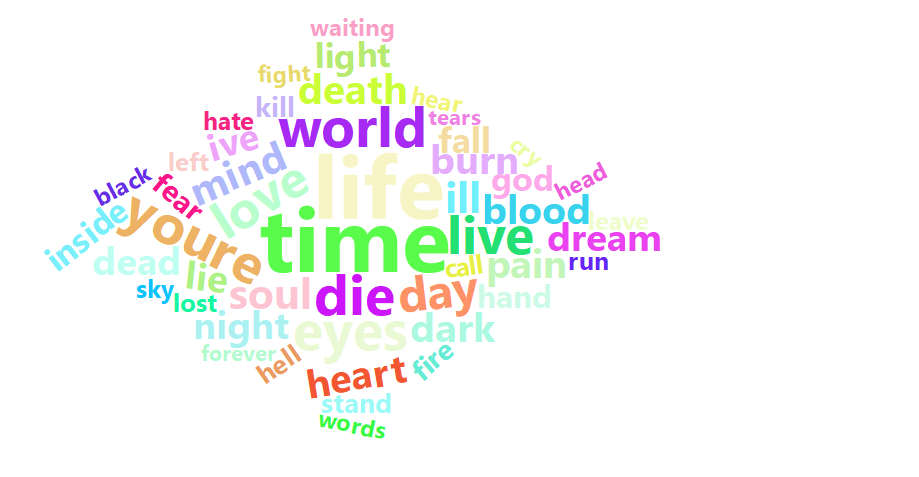 waiting
light
fight
death
hear
kill
tears
hate
world
fall
cry
ive
left
mind
burn
god
head
black
fear
love
life
ill
blood
leave
inside
youre
time
live
dream
dead
lie
call
pain
run
sky
lost
soul
die
day
hand
night
eyes
dark
forever
hell
heart
fire
stand
words